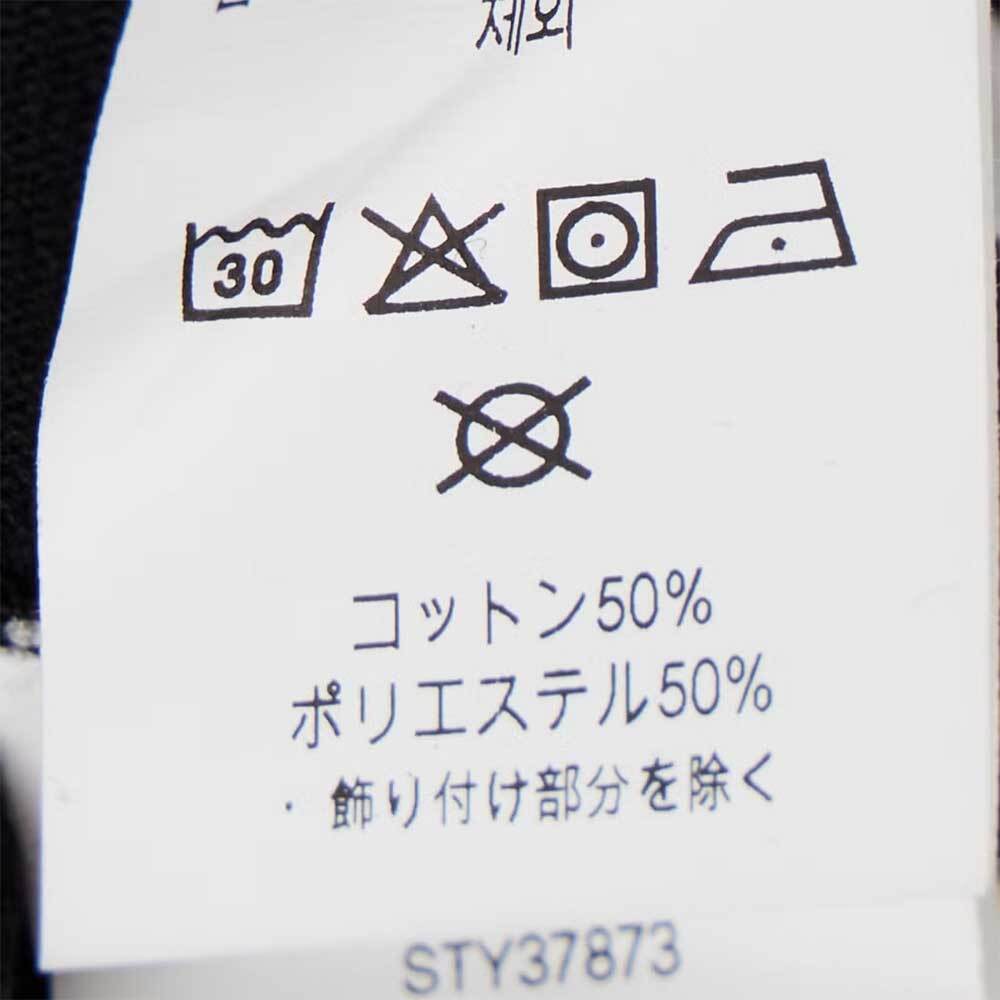 제외
30
コットン50%
ポリエステル50%
・飾り付け部分を除く
STY37873